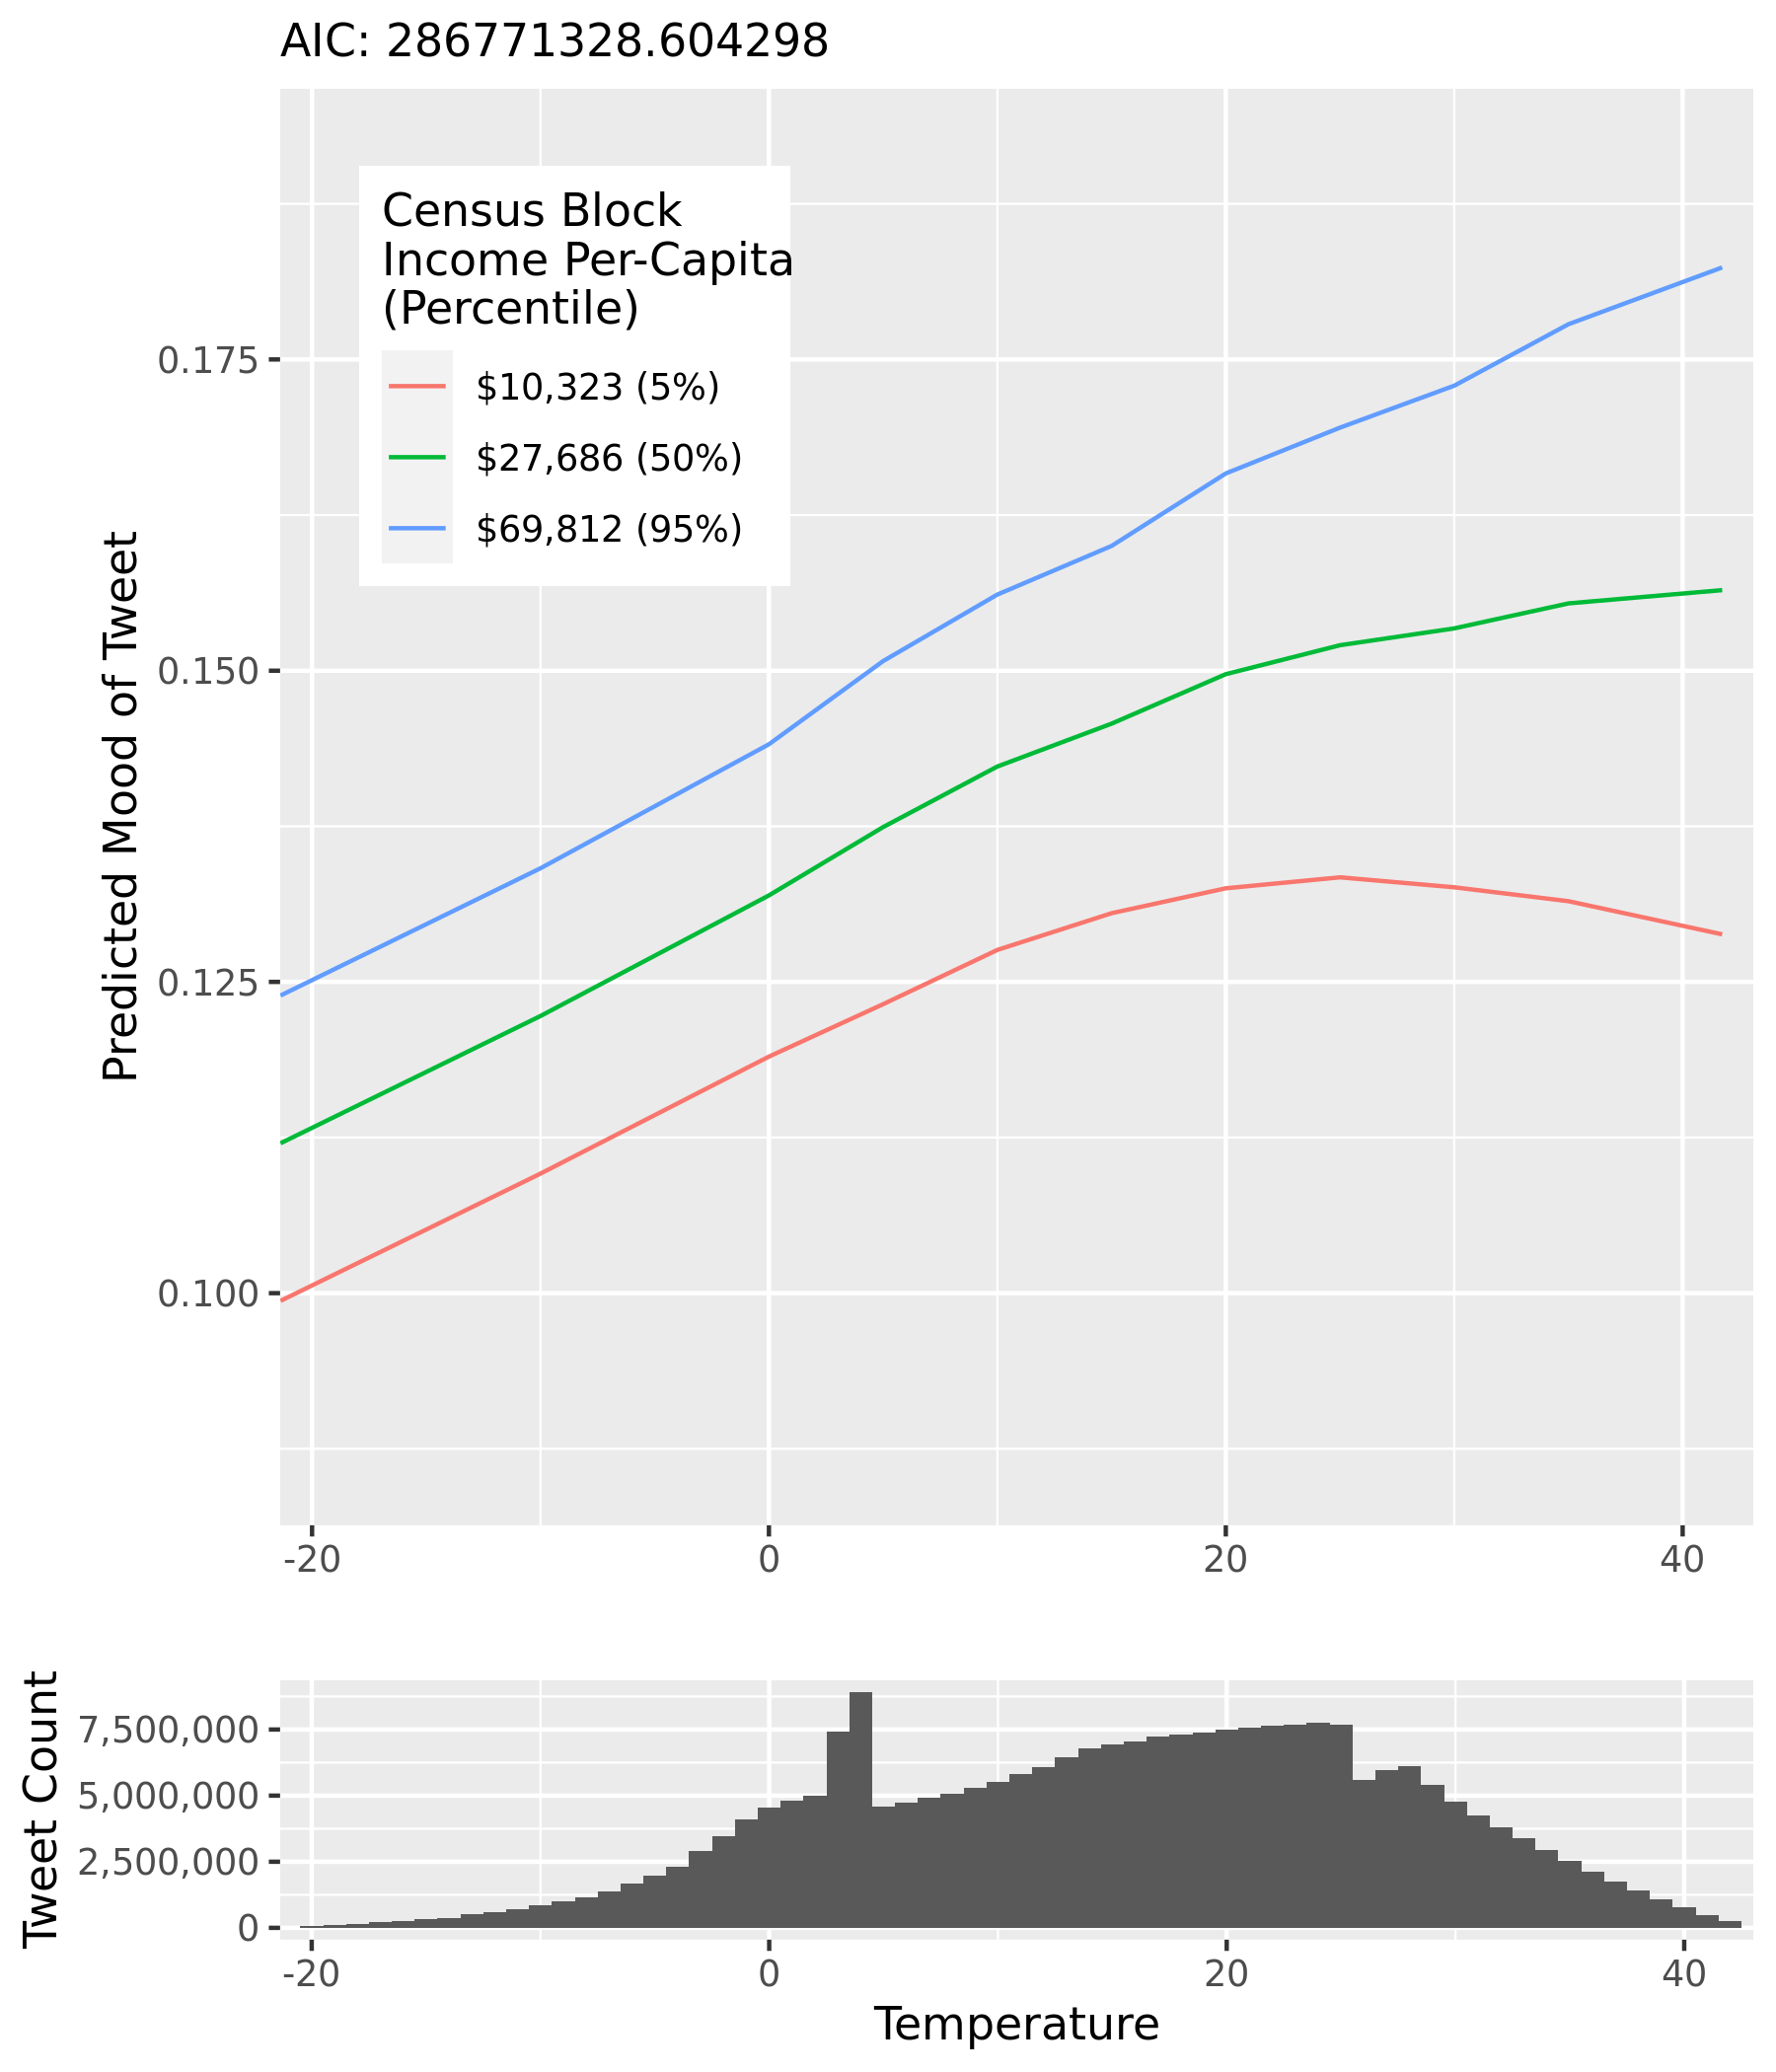 AIC: 286771328.604298
Census Block
Income Per-Capita
(Percentile)
$10,323 (5%)
$27,686 (50%)
$69,812 (95%)
Predicted Mood of Tweet
0.175
0.150
0.125
0.100
-20 0 20 40
Tweet Count
7,500,000
5,000,000
2,500,000
0
-20 0 20 40
Temperature